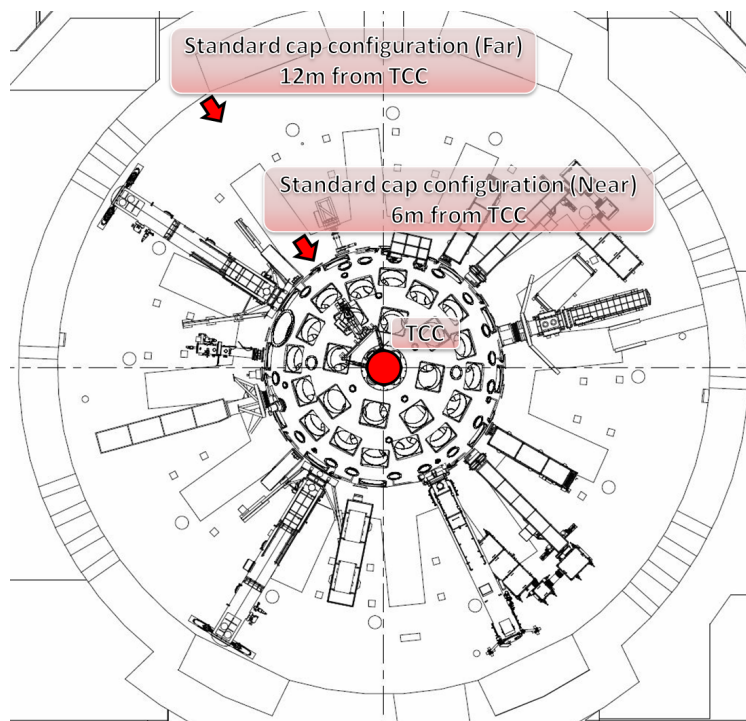 Standard cap configuration (Far)
12m from TCC
Standard cap configuration (Near)
6m from TCC
TCC